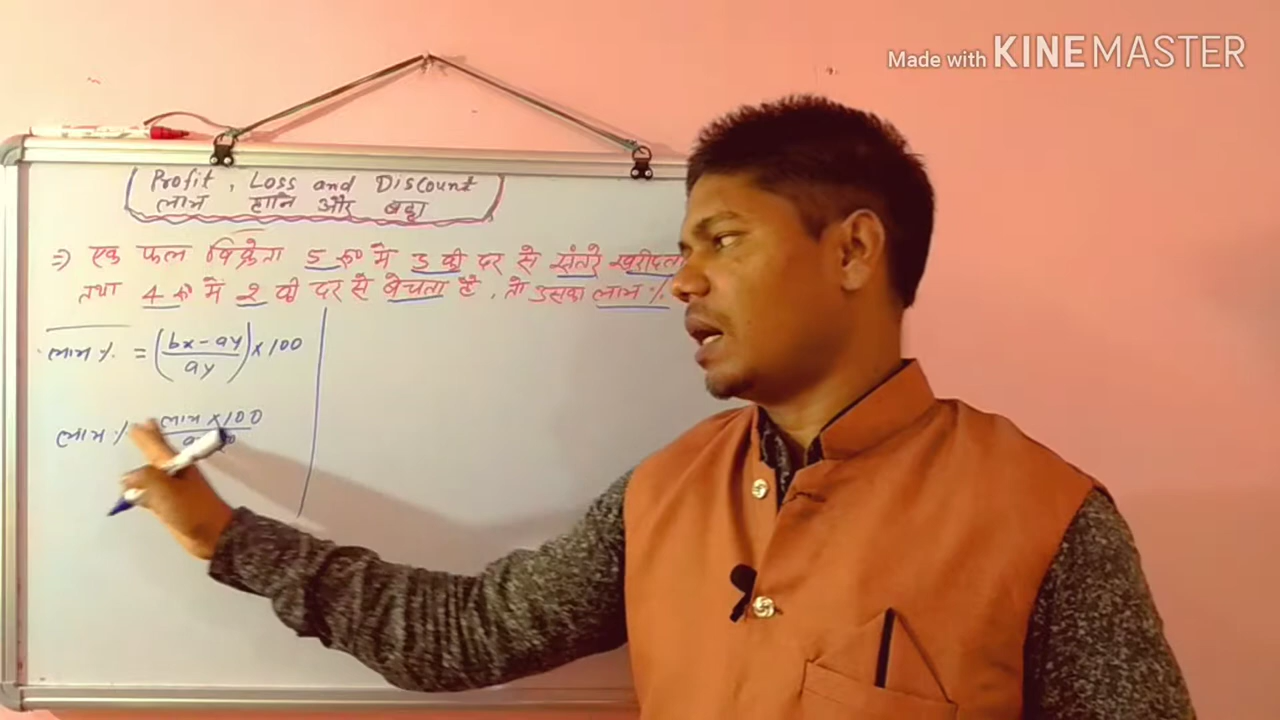 Made with KINEMASTER
Profit, Loss and Discount
लाभ हानि और बट्टा
=) एक फल विक्रेता 5 रू० में 3 की दर से संतरे खरीदता
तथा 4 रू में 2 की दर से बेचता है, तो उसका लाभ %
लाभ % = (bx-ay/ay) × 100
लाभ % लाभ × 100